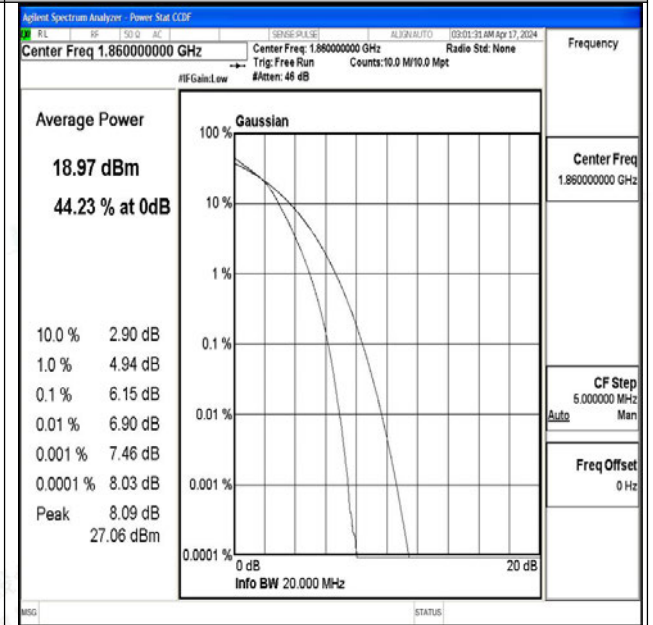 Agilent Spectrum Analyzer - Power Stat CCDF
RL RF 50 Ω AC SENSE:PULSE ALIGN AUTO 03:01:31 AM Apr 17, 2024
Center Freq 1.860000000 GHz
Center Freq: 1.860000000 GHz Radio Std: None
Trig: Free Run Counts:10.0 M/10.0 Mpt
#IFGain:Low #Atten: 46 dB
Frequency
Average Power
18.97 dBm
44.23 % at 0dB
10.0 % 2.90 dB
1.0 % 4.94 dB
0.1 % 6.15 dB
0.01 % 6.90 dB
0.001 % 7.46 dB
0.0001 % 8.03 dB
Peak 8.09 dB
27.06 dBm
Gaussian
100 %
10 %
1 %
0.1 %
0.01 %
0.001 %
0.0001 %
0 dB 20 dB
Info BW 20.000 MHz
Center Freq
1.860000000 GHz
CF Step
5.000000 MHz
Auto Man
Freq Offset
0 Hz
MSG STATUS